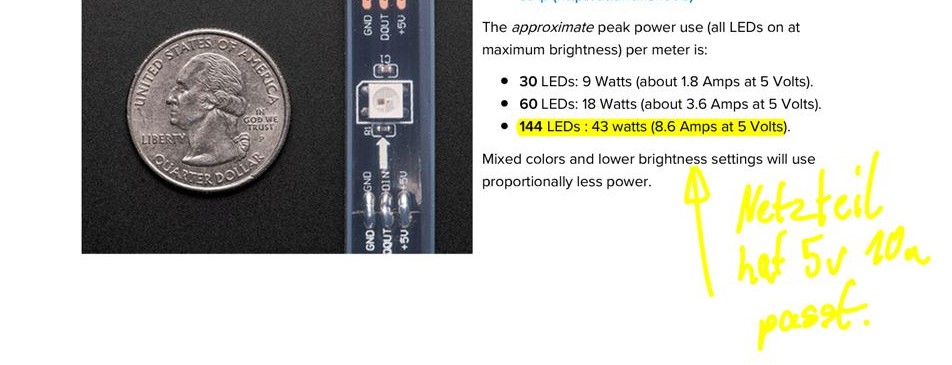 UNITED STATES OF AMERICA
LIBERTY
IN
GOD WE
TRUST
P
QUARTER DOLLAR
GND
DOUT
+5V
GND
DIN
+5V
GND
DOUT
+5V
The approximate peak power use (all LEDs on at
maximum brightness) per meter is:
30 LEDs: 9 Watts (about 1.8 Amps at 5 Volts).
60 LEDs: 18 Watts (about 3.6 Amps at 5 Volts).
144 LEDs : 43 watts (8.6 Amps at 5 Volts).
Mixed colors and lower brightness settings will use
proportionally less power.
Netzteil
hat 5v 10a
passt.